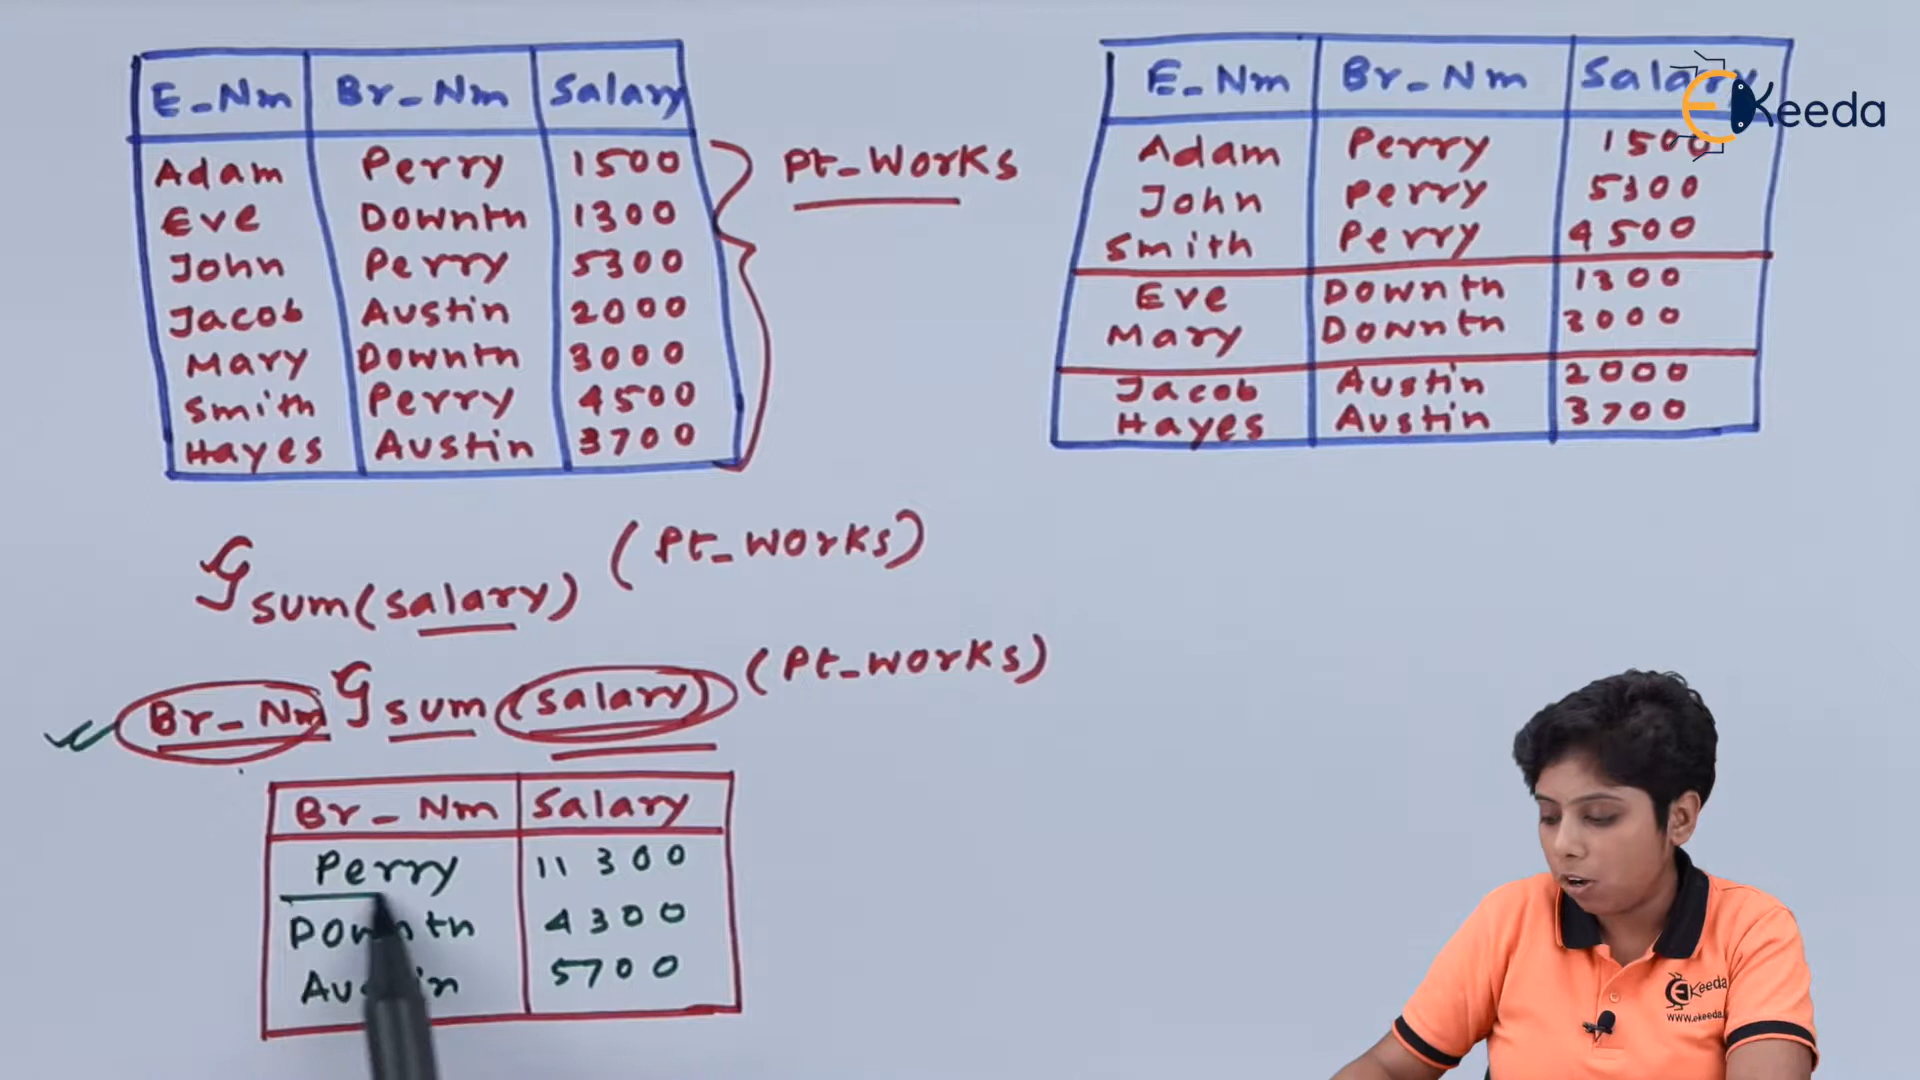 E_Nm Br_Nm Salary
Adam Perry 1500
Eve Downtn 1300
John Perry 5300
Jacob Austin 2000
Mary Downtn 3000
Smith Perry 4500
Hayes Austin 3700
Pt_Works
E_Nm Br_Nm Salary
Adam Perry 1500
John Perry 5300
Smith Perry 4500
Eve Downtn 1300
Mary Downtn 3000
Jacob Austin 2000
Hayes Austin 3700
EKeeda
G sum(salary) (Pt_Works)
Br_Nm G sum (salary) (Pt_Works)
Br_Nm Salary
Perry 11300
Downtn 4300
Austin 5700
EKeeda